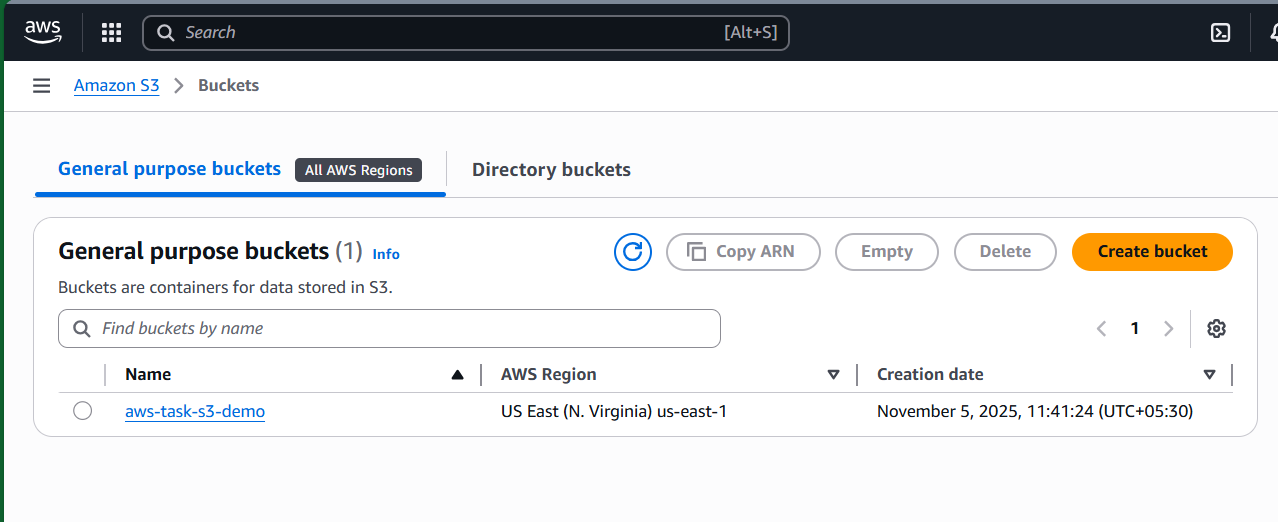 aws Search [Alt+S]
Amazon S3 Buckets
General purpose buckets All AWS Regions Directory buckets
General purpose buckets (1) Info Copy ARN Empty Delete Create bucket
Buckets are containers for data stored in S3.
Find buckets by name 1
Name AWS Region Creation date
aws-task-s3-demo US East (N. Virginia) us-east-1 November 5, 2025, 11:41:24 (UTC+05:30)